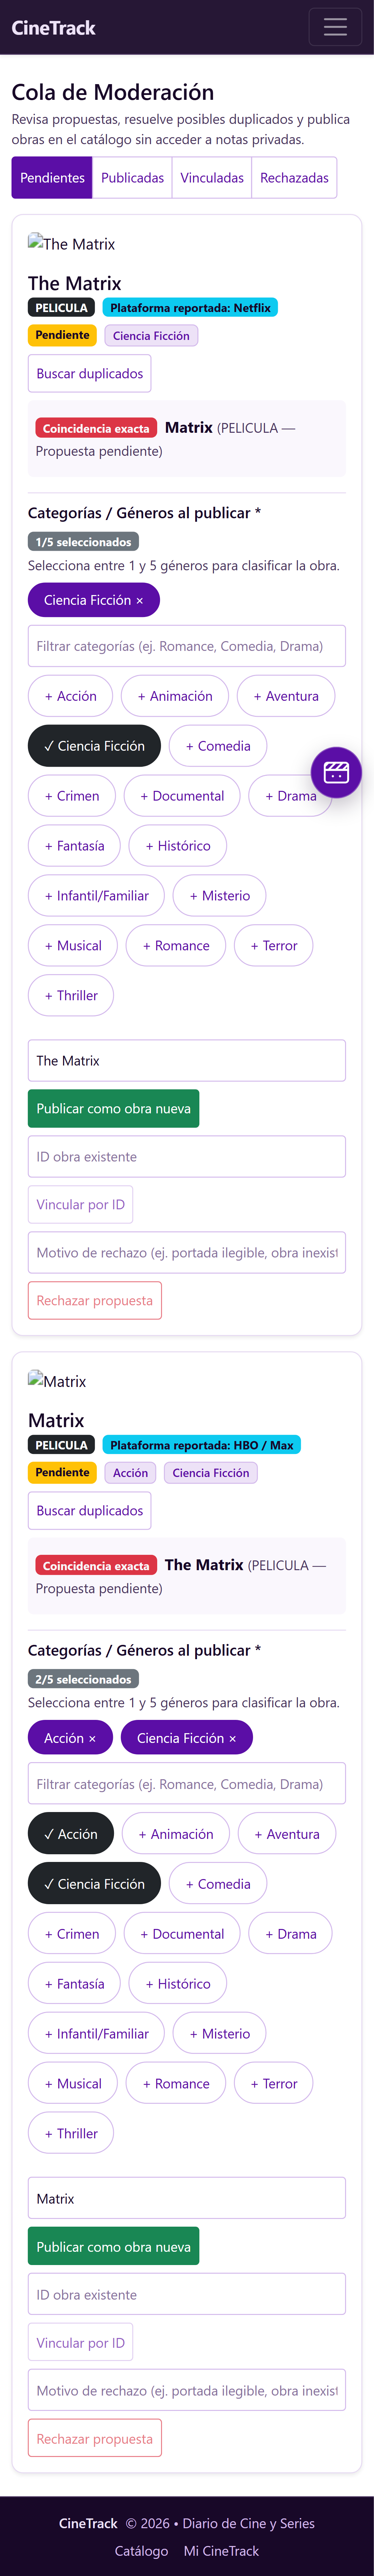 CineTrack
Cola de Moderación
Revisa propuestas, resuelve posibles duplicados y publica
obras en el catálogo sin acceder a notas privadas.
Pendientes Publicadas Vinculadas Rechazadas
The Matrix
The Matrix
PELICULA Plataforma reportada: Netflix
Pendiente Ciencia Ficción
Buscar duplicados
Coincidencia exacta Matrix (PELICULA —
Propuesta pendiente)
Categorías / Géneros al publicar *
1/5 seleccionados
Selecciona entre 1 y 5 géneros para clasificar la obra.
Ciencia Ficción ×
Filtrar categorías (ej. Romance, Comedia, Drama)
+ Acción + Animación + Aventura
✓ Ciencia Ficción + Comedia
+ Crimen + Documental + Drama
+ Fantasía + Histórico
+ Infantil/Familiar + Misterio
+ Musical + Romance + Terror
+ Thriller
The Matrix
Publicar como obra nueva
ID obra existente
Vincular por ID
Motivo de rechazo (ej. portada ilegible, obra inexist
Rechazar propuesta
Matrix
Matrix
PELICULA Plataforma reportada: HBO / Max
Pendiente Acción Ciencia Ficción
Buscar duplicados
Coincidencia exacta The Matrix (PELICULA —
Propuesta pendiente)
Categorías / Géneros al publicar *
2/5 seleccionados
Selecciona entre 1 y 5 géneros para clasificar la obra.
Acción × Ciencia Ficción ×
Filtrar categorías (ej. Romance, Comedia, Drama)
✓ Acción + Animación + Aventura
✓ Ciencia Ficción + Comedia
+ Crimen + Documental + Drama
+ Fantasía + Histórico
+ Infantil/Familiar + Misterio
+ Musical + Romance + Terror
+ Thriller
Matrix
Publicar como obra nueva
ID obra existente
Vincular por ID
Motivo de rechazo (ej. portada ilegible, obra inexist
Rechazar propuesta
CineTrack © 2026 • Diario de Cine y Series
Catálogo Mi CineTrack